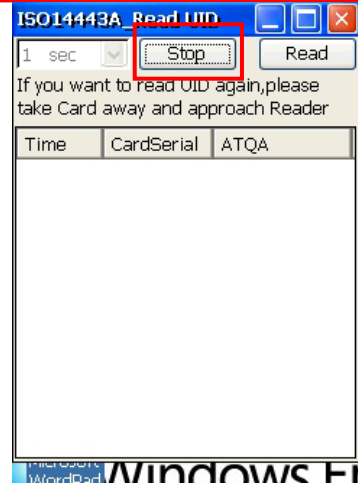 ISO14443A_Read UID
1 sec Stop Read
If you want to read UID again,please
take Card away and approach Reader
Time CardSerial ATQA
Microsoft
WordPad Windows